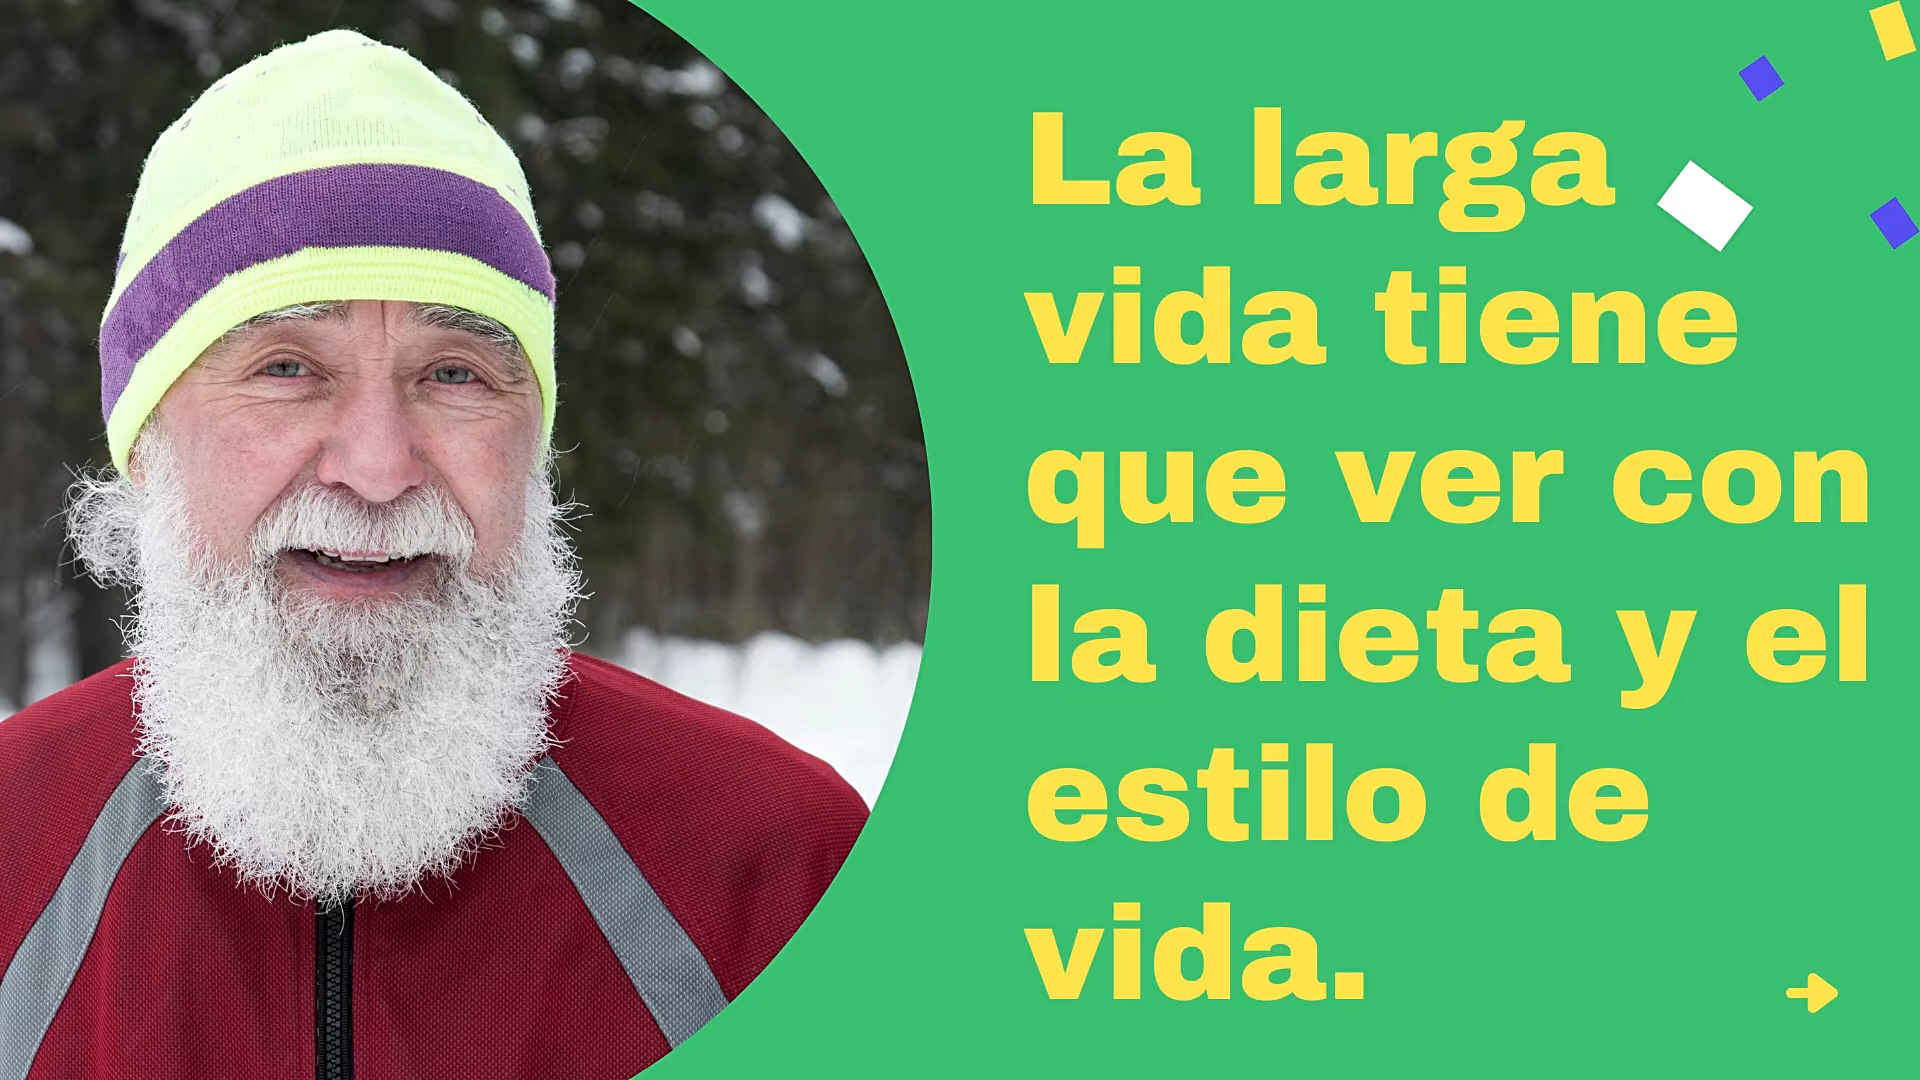 La larga
vida tiene
que ver con
la dieta y el
estilo de
vida.